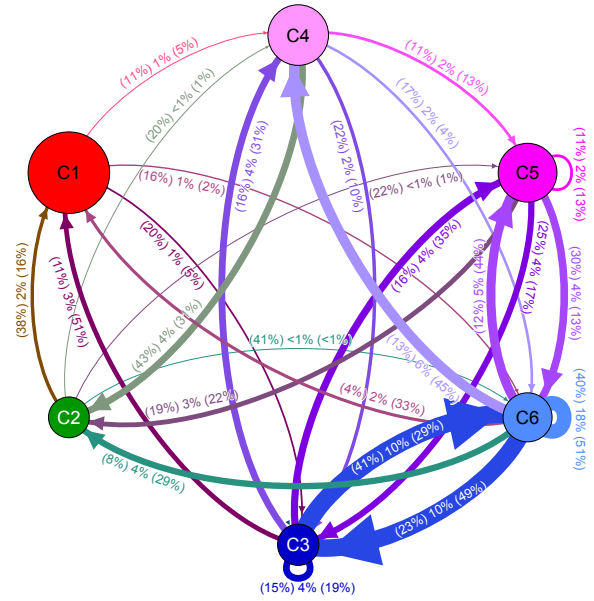 C4
(11%) 1% (5%)
(11%) 2% (13%)
(20%) <1% (1%)
(17%) 2% (4%)
(16%) 4% (31%)
(22%) 2% (10%)
C1
(16%) 1% (2%)
(22%) <1% (1%)
C5
(11%) 2% (13%)
(20%) 1% (5%)
(16%) 4% (35%)
(25%) 4% (17%)
(12%) 5% (44%)
(30%) 4% (13%)
(38%) 2% (16%)
(11%) 3% (51%)
(43%) 4% (31%)
(41%) <1% (<1%)
(13%) 6% (45%)
C2
(19%) 3% (22%)
(4%) 2% (33%)
C6
(40%) 18% (51%)
(8%) 4% (29%)
(41%) 10% (29%)
(23%) 10% (49%)
C3
(15%) 4% (19%)